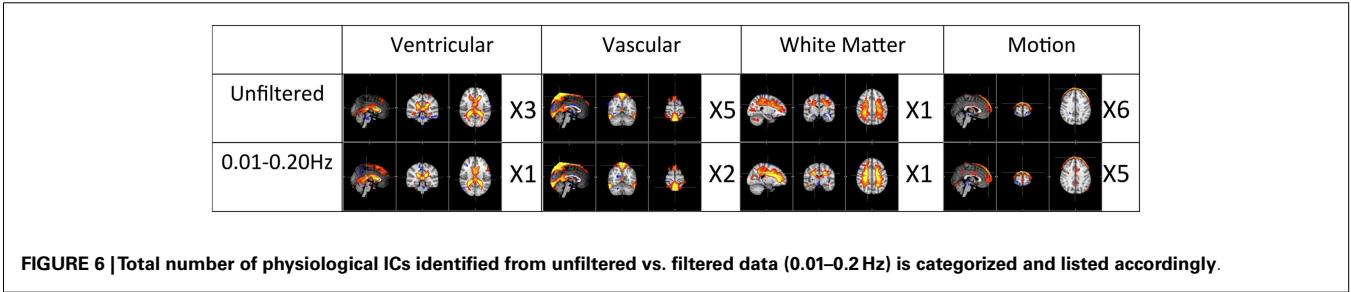 Ventricular Vascular White Matter Motion
Unfiltered X3 X5 X1 X6
0.01-0.20Hz X1 X2 X1 X5
FIGURE 6 | Total number of physiological ICs identified from unfiltered vs. filtered data (0.01–0.2 Hz) is categorized and listed accordingly.